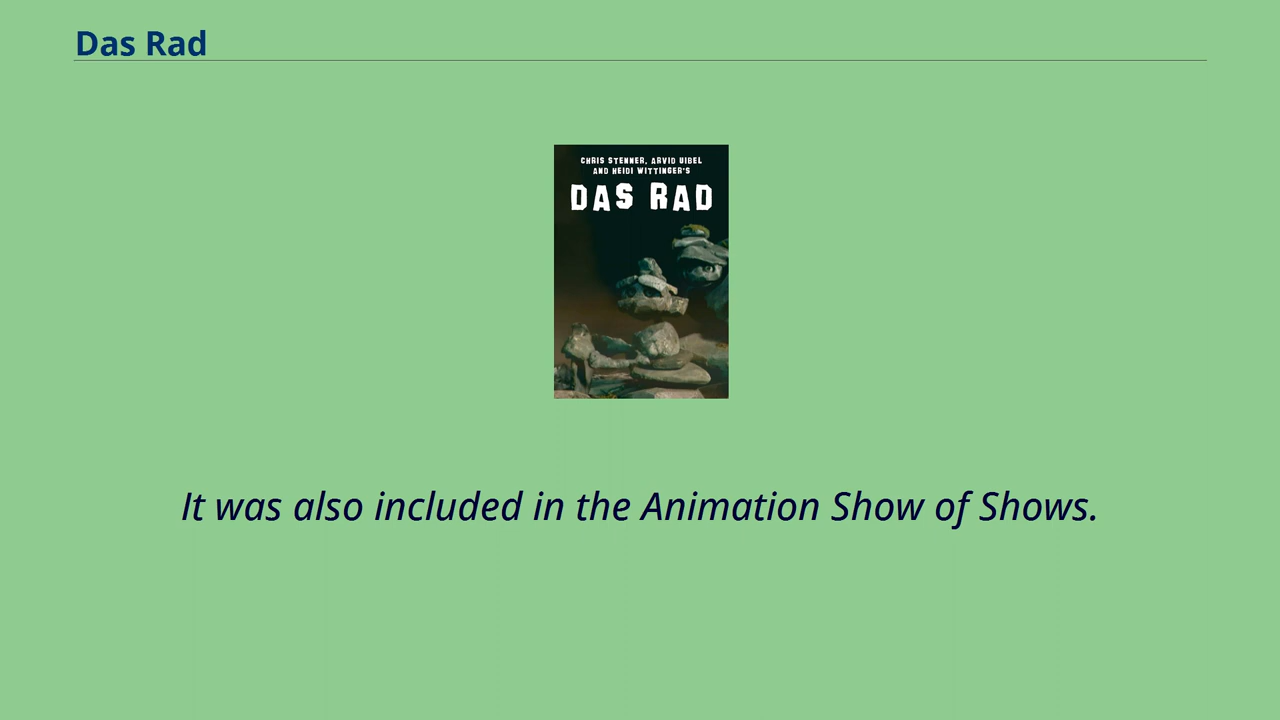 Das Rad
CHRIS STENNER, ARVID UIBEL
AND HEIDI WITTINGER'S
DAS RAD
It was also included in the Animation Show of Shows.